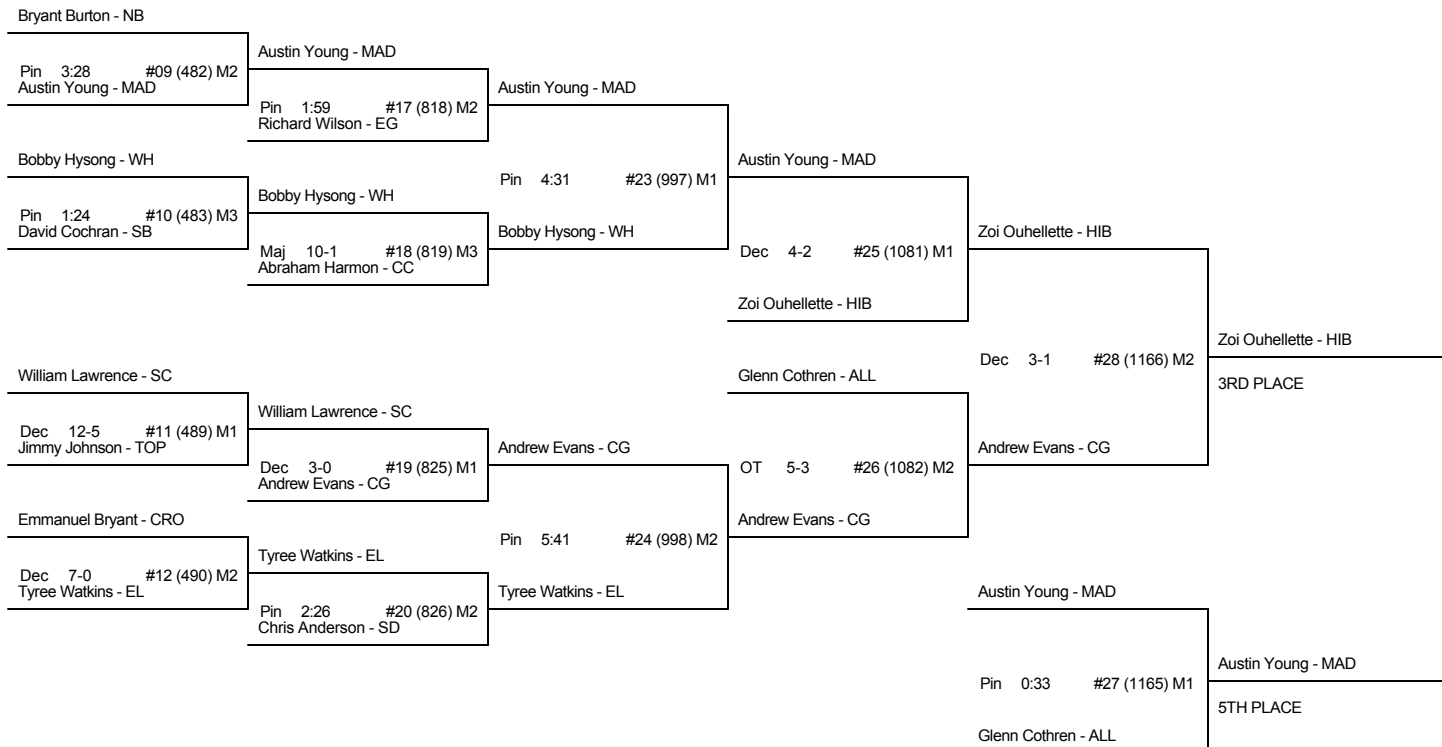 Bryant Burton - NB
Pin 3:28 #09 (482) M2
Austin Young - MAD
Bobby Hysong - WH
Pin 1:24 #10 (483) M3
David Cochran - SB
William Lawrence - SC
Dec 12-5 #11 (489) M1
Jimmy Johnson - TOP
Emmanuel Bryant - CRO
Dec 7-0 #12 (490) M2
Tyree Watkins - EL
Austin Young - MAD
Pin 1:59 #17 (818) M2
Richard Wilson - EG
Bobby Hysong - WH
Maj 10-1 #18 (819) M3
Abraham Harmon - CC
William Lawrence - SC
Dec 3-0 #19 (825) M1
Andrew Evans - CG
Tyree Watkins - EL
Pin 2:26 #20 (826) M2
Chris Anderson - SD
Austin Young - MAD
Pin 4:31 #23 (997) M1
Bobby Hysong - WH
Andrew Evans - CG
Pin 5:41 #24 (998) M2
Tyree Watkins - EL
Austin Young - MAD
Dec 4-2 #25 (1081) M1
Zoi Ouhellette - HIB
Glenn Cothren - ALL
OT 5-3 #26 (1082) M2
Andrew Evans - CG
Zoi Ouhellette - HIB
Dec 3-1 #28 (1166) M2
Andrew Evans - CG
Zoi Ouhellette - HIB
3RD PLACE
Austin Young - MAD
Pin 0:33 #27 (1165) M1
Glenn Cothren - ALL
Austin Young - MAD
5TH PLACE